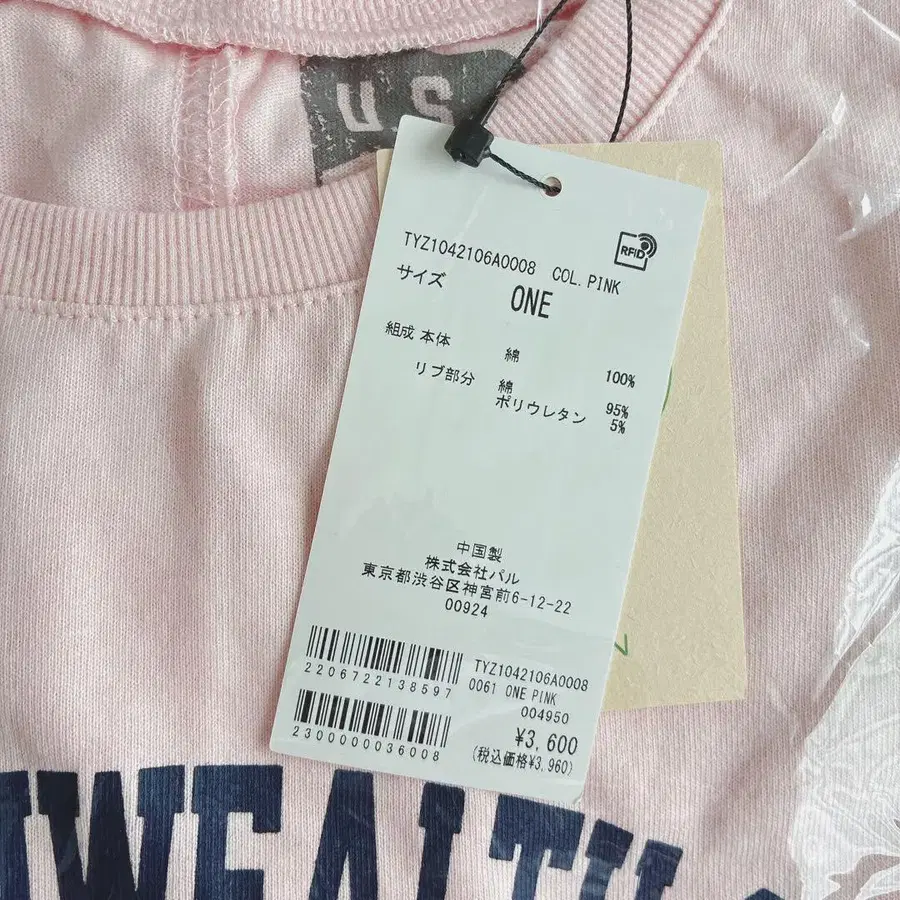 U.S.
RFID
TYZ1042106A0008 COL.PINK
サイズ ONE
組成 本体 綿 100%
リブ部分 綿 95%
ポリウレタン 5%
中国製
株式会社パル
東京都渋谷区神宮前6-12-22
00924
2206722138597
TYZ1042106A0008
0061 ONE PINK
004950
2300000036008
¥3,600
(税込価格¥3,960)
WEALTH